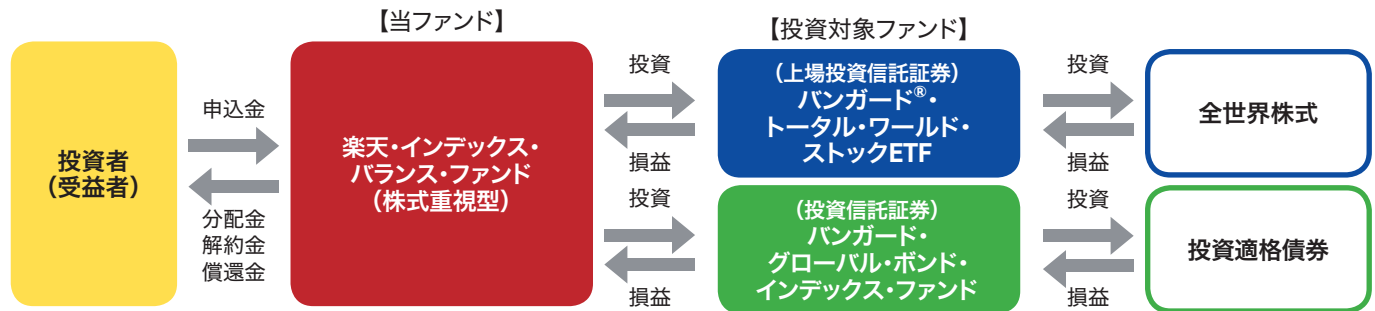 【当ファンド】
【投資対象ファンド】
投資者
(受益者)
申込金
分配金
解約金
償還金
楽天・インデックス・
バランス・ファンド
(株式重視型)
投資
損益
投資
損益
(上場投資信託証券)
バンガード®・
トータル・ワールド・
ストックETF
(投資信託証券)
バンガード・
グローバル・ボンド・
インデックス・ファンド
投資
損益
投資
損益
全世界株式
投資適格債券